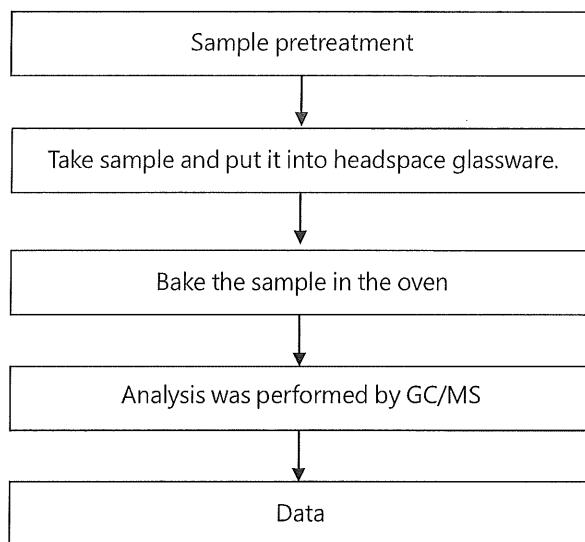 Sample pretreatment
Take sample and put it into headspace glassware.
Bake the sample in the oven
Analysis was performed by GC/MS
Data